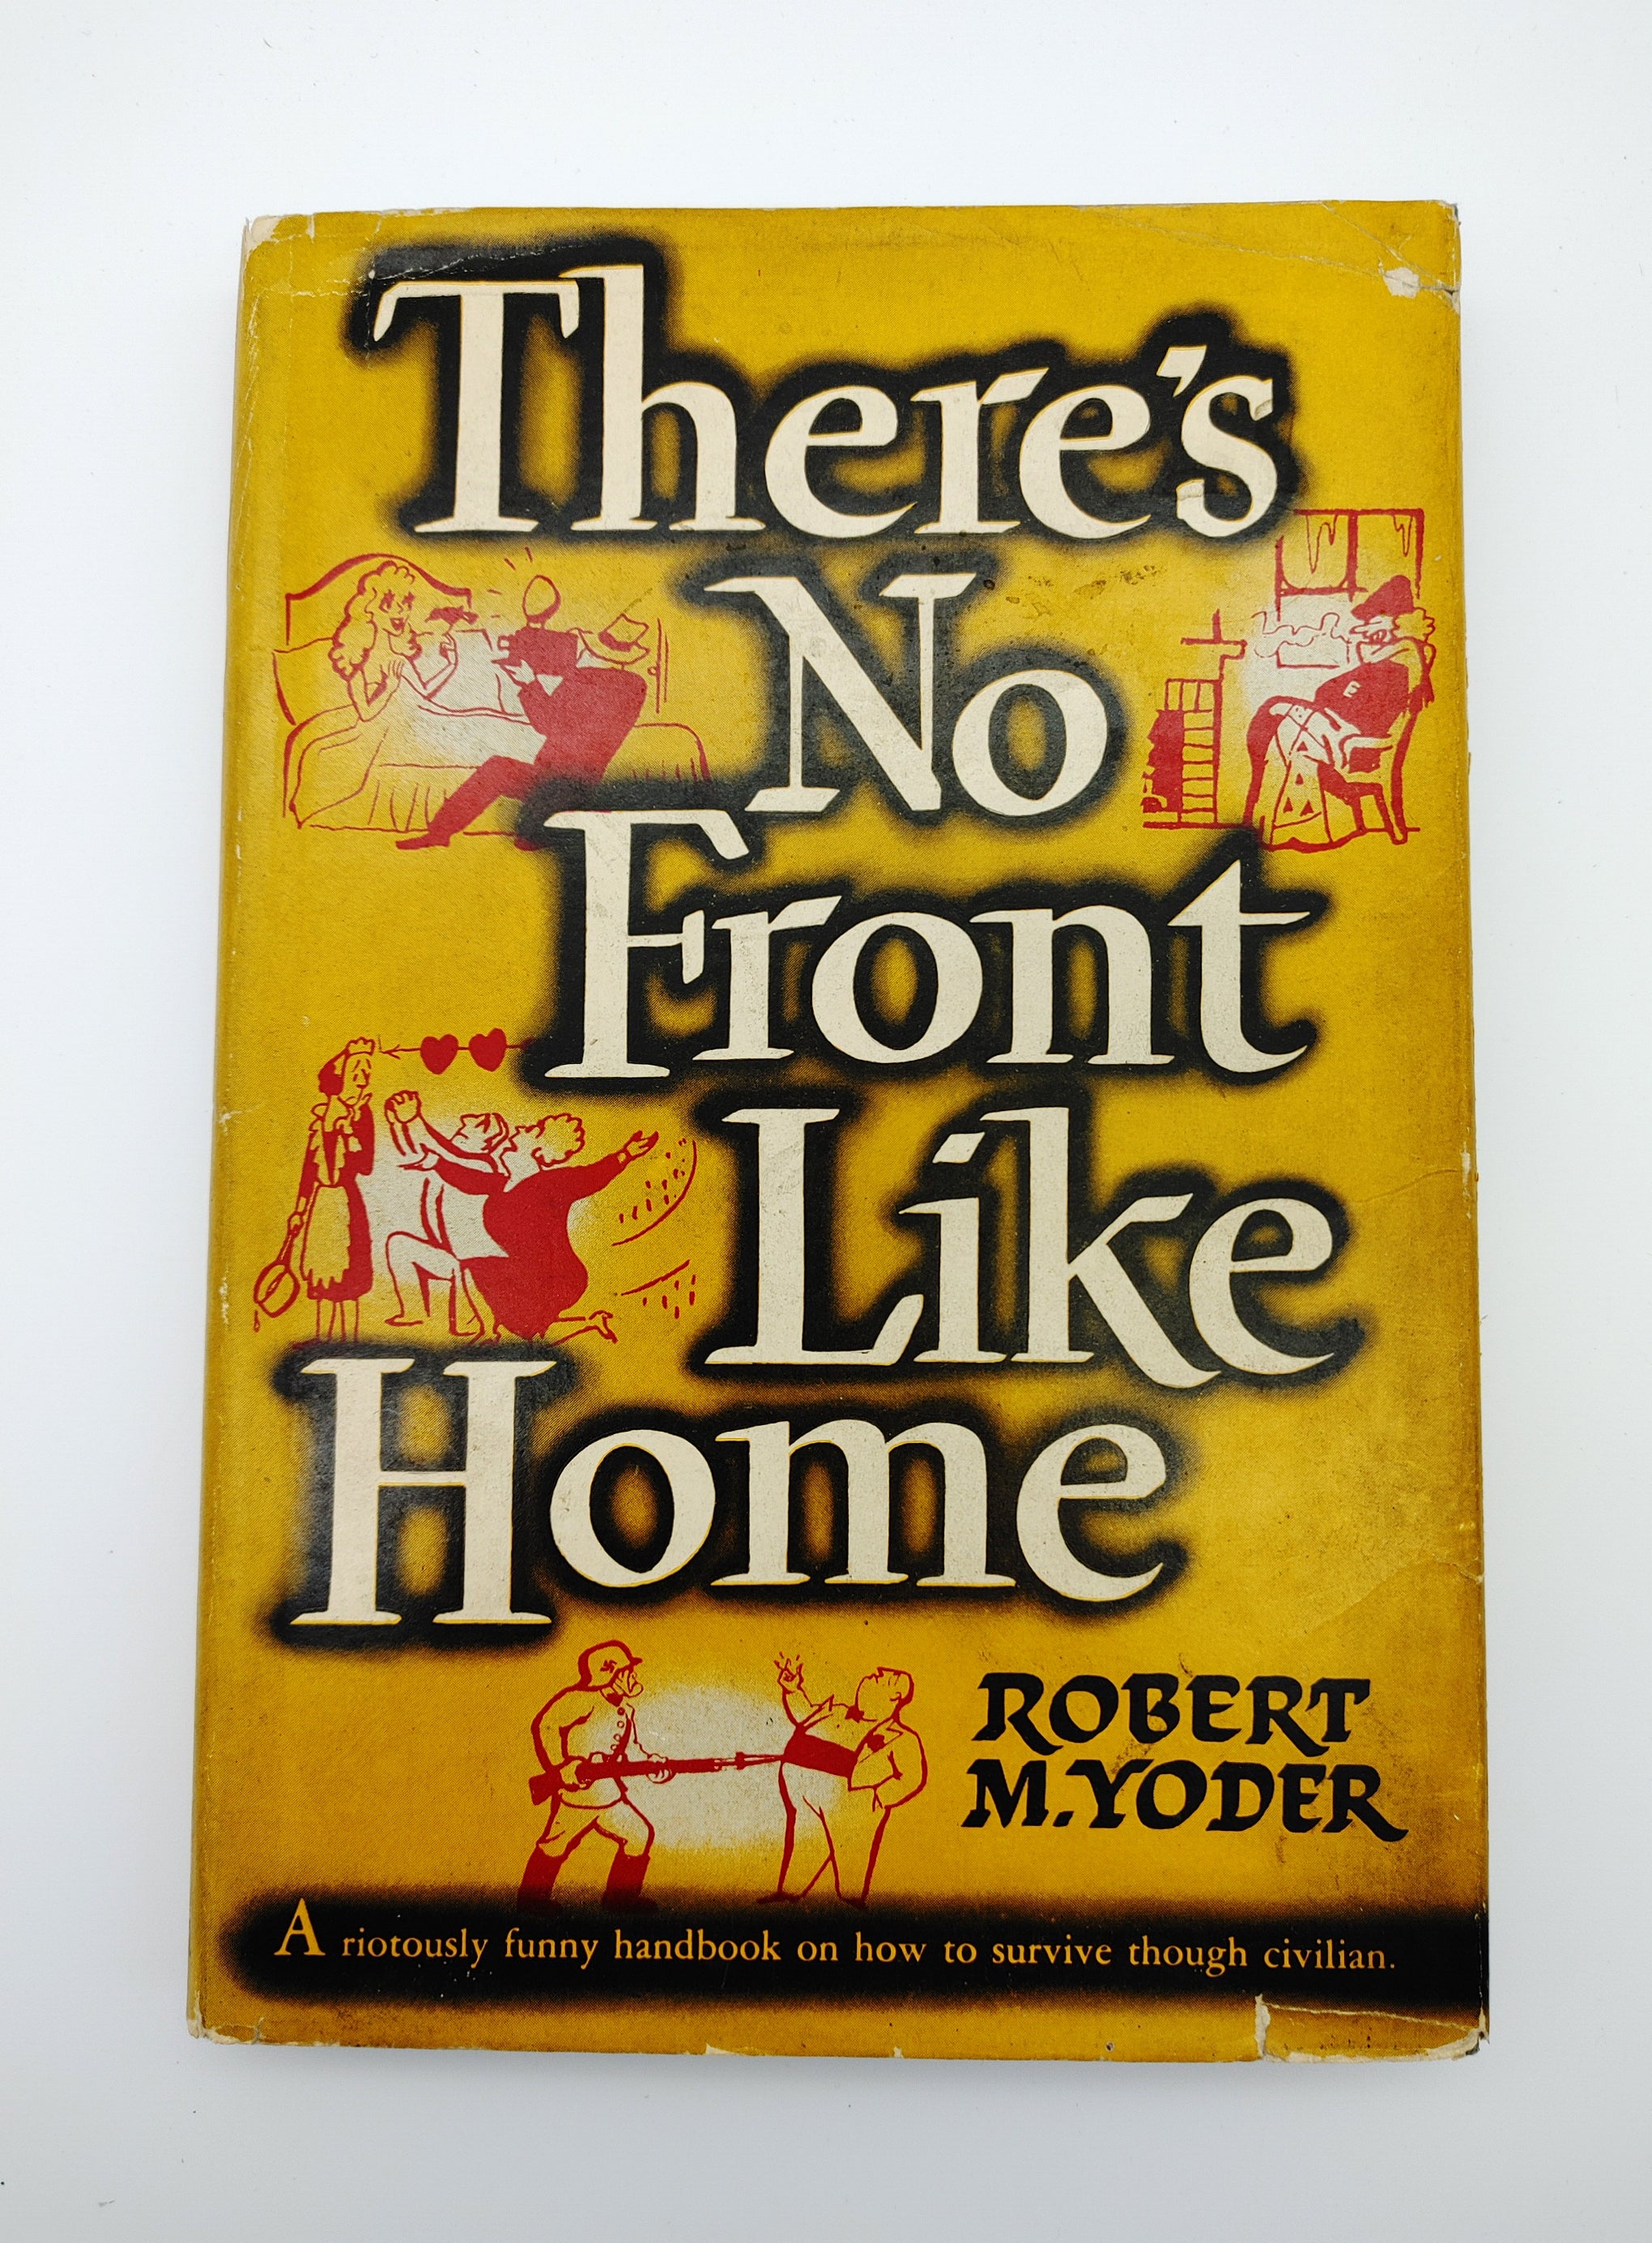 There's
No
Front
Like
Home
ROBERT
M. YODER
A riotously funny handbook on how to survive though civilian.